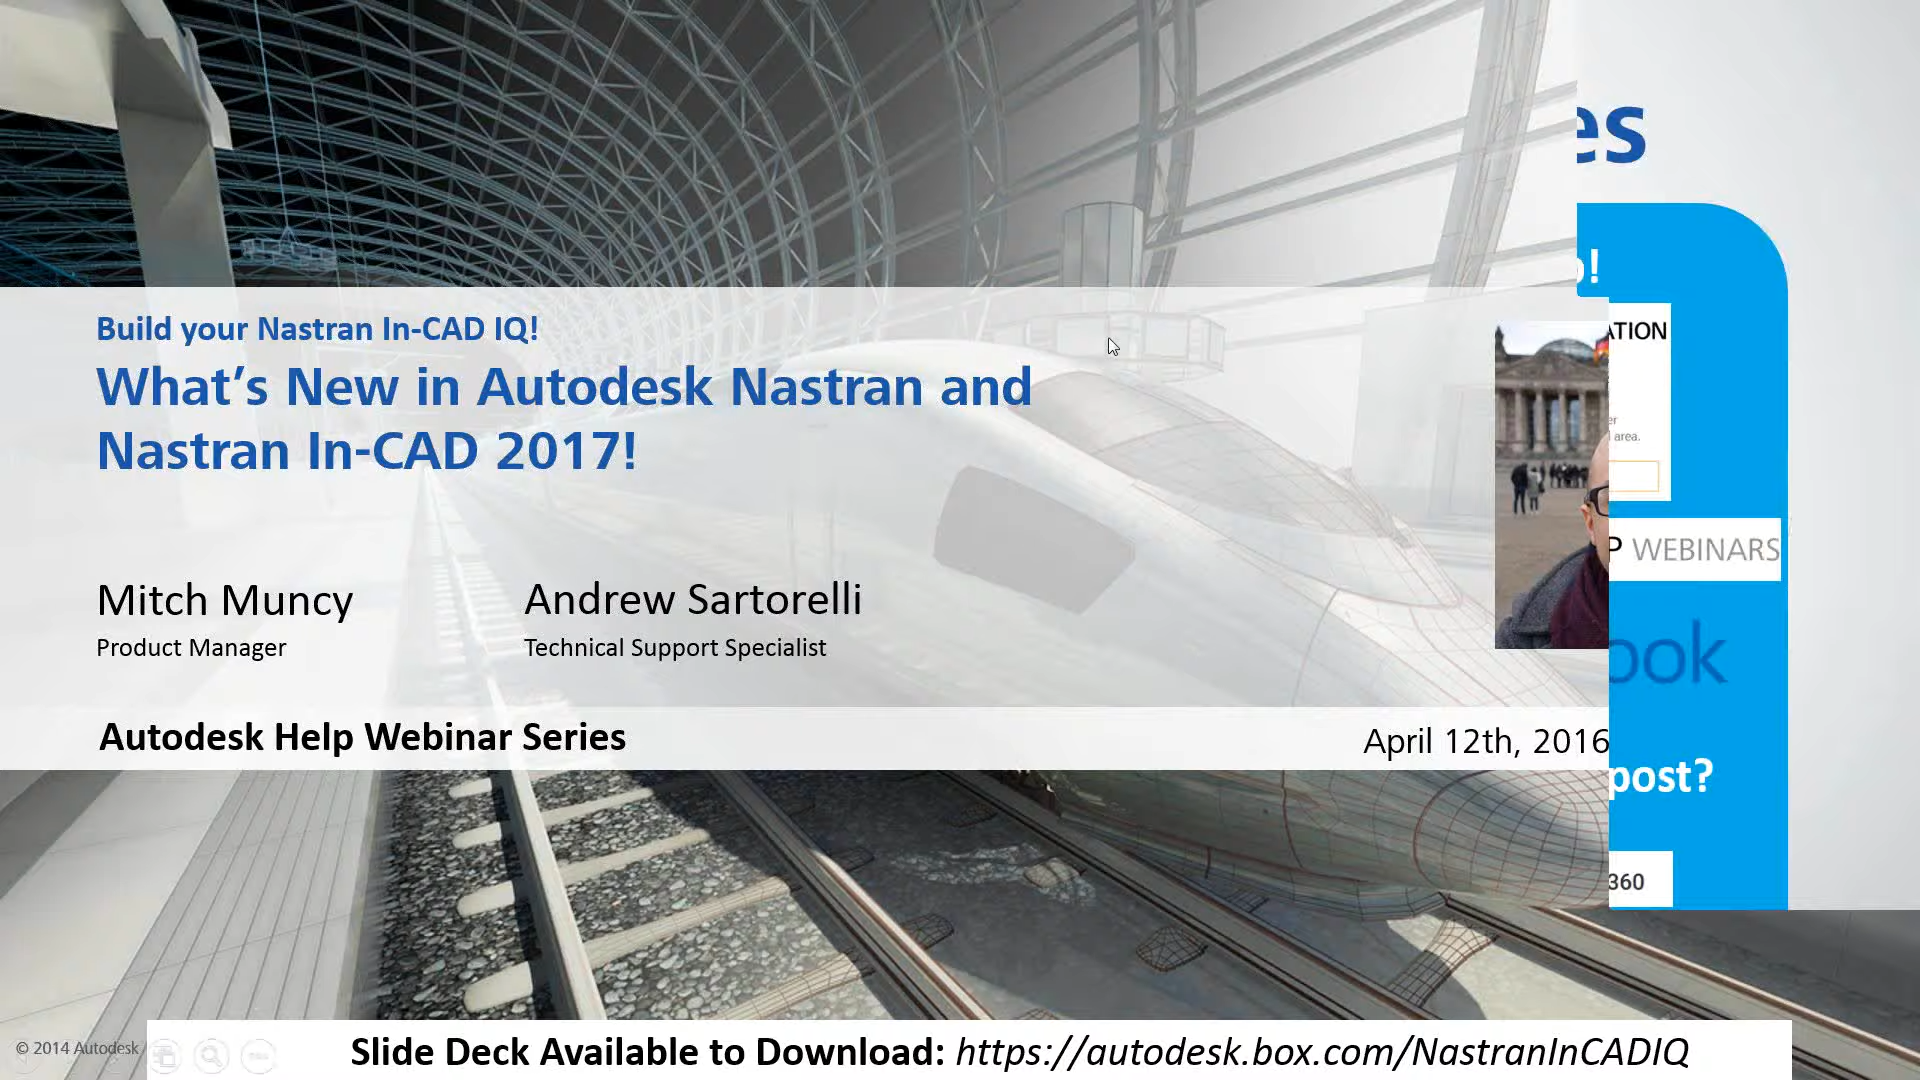 es
!
Build your Nastran In-CAD IQ!
What's New in Autodesk Nastran and
Nastran In-CAD 2017!
ATION
er
area.
P WEBINARS
Mitch Muncy
Andrew Sartorelli
Product Manager
Technical Support Specialist
ook
Autodesk Help Webinar Series
April 12th, 2016
post?
360
© 2014 Autodesk
Slide Deck Available to Download: https://autodesk.box.com/NastranInCADIQ